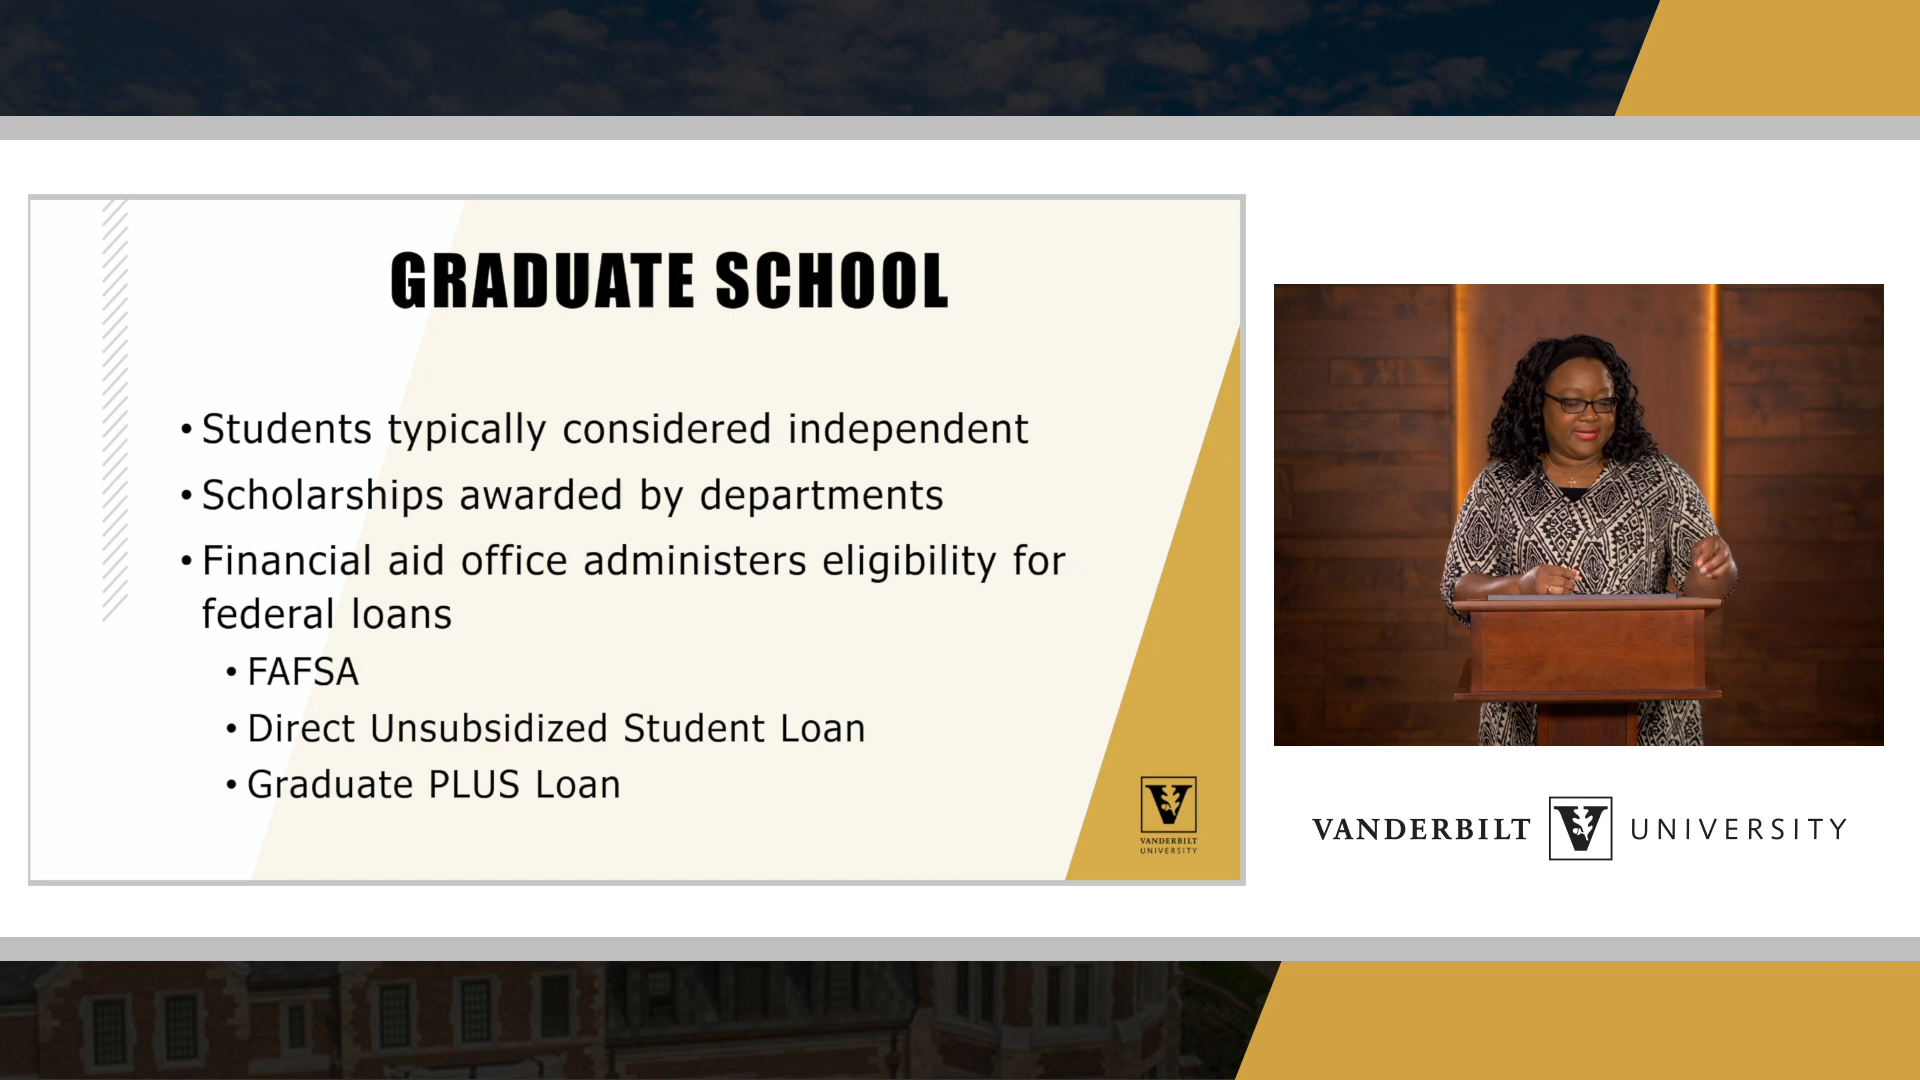 GRADUATE SCHOOL
• Students typically considered independent
• Scholarships awarded by departments
• Financial aid office administers eligibility for
federal loans
• FAFSA
• Direct Unsubsidized Student Loan
• Graduate PLUS Loan
V
VANDERBILT
UNIVERSITY
VANDERBILT V UNIVERSITY